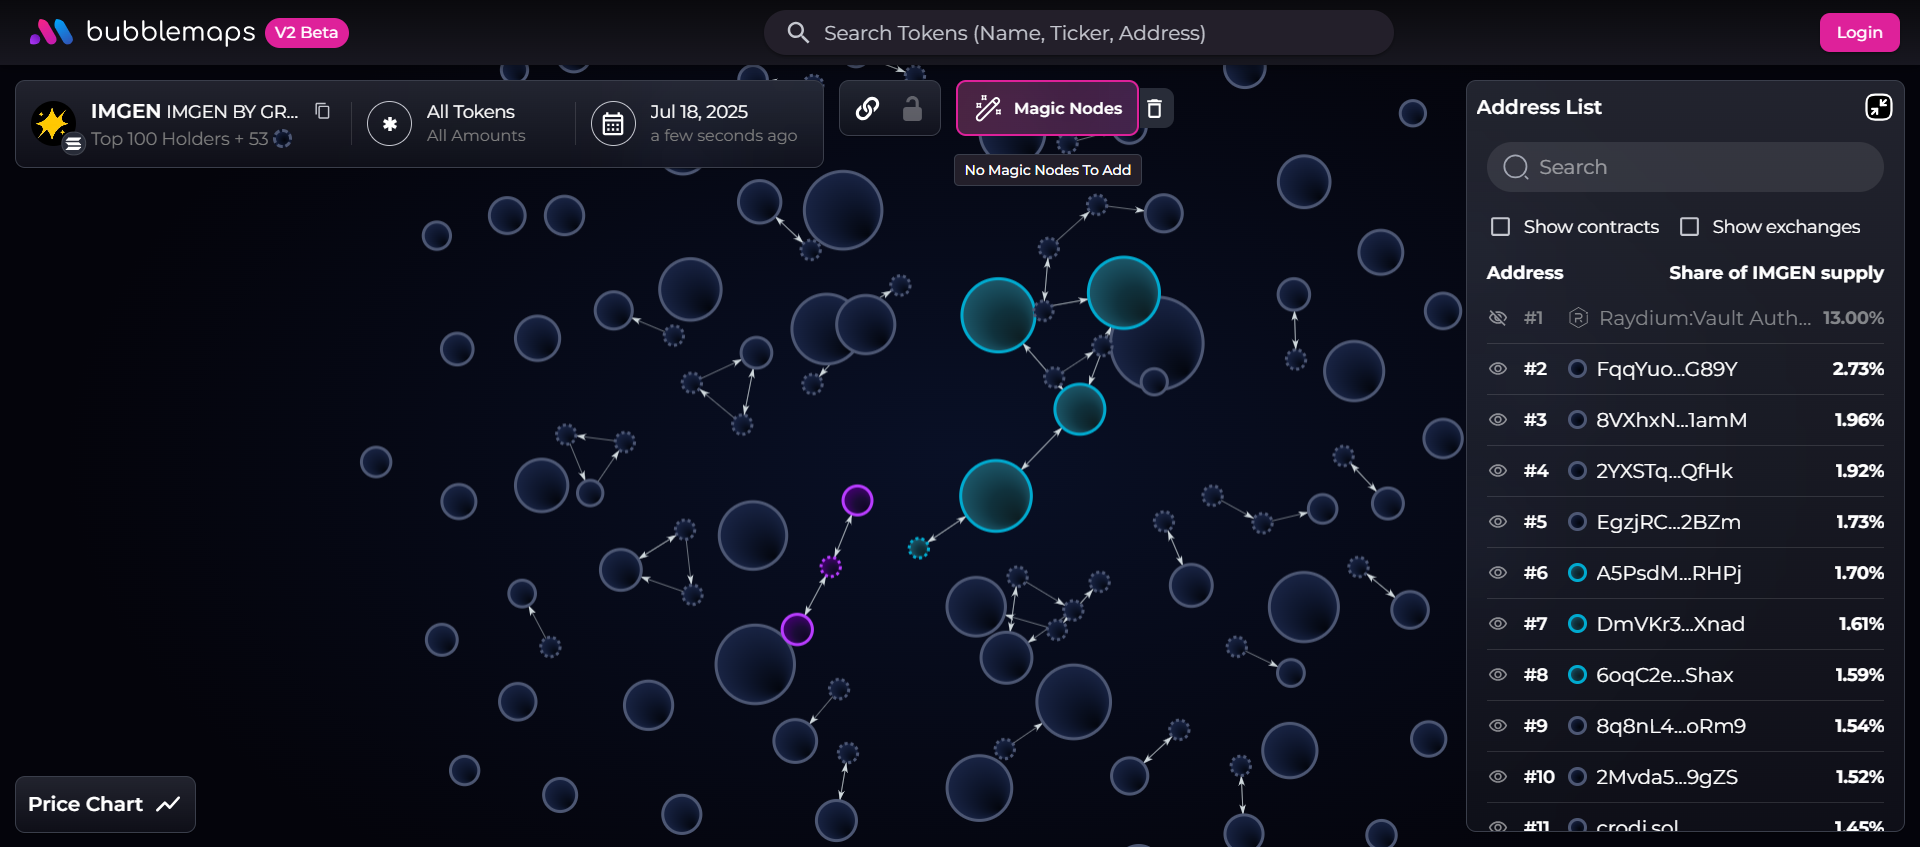 bubblemaps V2 Beta
Search Tokens (Name, Ticker, Address)
Login
IMGEN IMGEN BY GR...
Top 100 Holders + 53
All Tokens
All Amounts
Jul 18, 2025
a few seconds ago
Magic Nodes
No Magic Nodes To Add
Address List
Search
Show contracts Show exchanges
Address Share of IMGEN supply
#1 Raydium:Vault Auth... 13.00%
#2 FqqYuo...G89Y 2.73%
#3 8VXhxN...1amM 1.96%
#4 2YXSTq...QfHk 1.92%
#5 EgzjRC...2BZm 1.73%
#6 A5PsdM...RHPj 1.70%
#7 DmVKr3...Xnad 1.61%
#8 6oqC2e...Shax 1.59%
#9 8q8nL4...oRm9 1.54%
#10 2Mvda5...9gZS 1.52%
#11 crodi.sol 1.45%
Price Chart